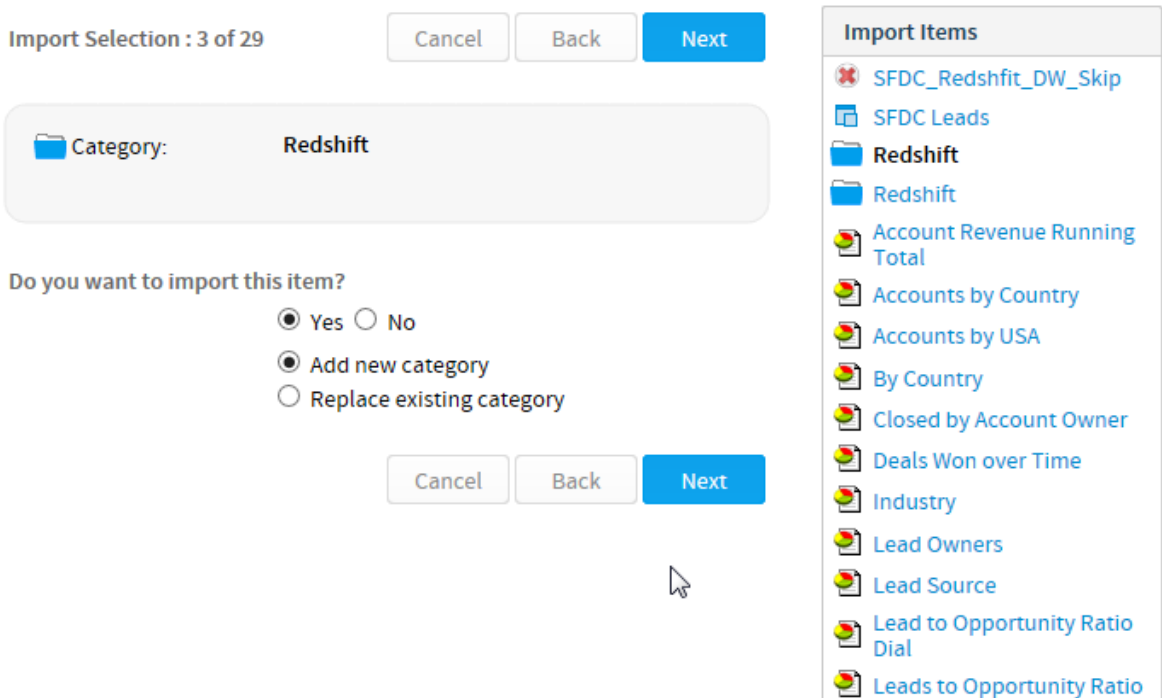 Import Selection : 3 of 29
Cancel
Back
Next
Category:
Redshift
Do you want to import this item?
Yes
No
Add new category
Replace existing category
Cancel
Back
Next
Import Items
SFDC_Redshfit_DW_Skip
SFDC Leads
Redshift
Redshift
Account Revenue Running
Total
Accounts by Country
Accounts by USA
By Country
Closed by Account Owner
Deals Won over Time
Industry
Lead Owners
Lead Source
Lead to Opportunity Ratio
Dial
Leads to Opportunity Ratio